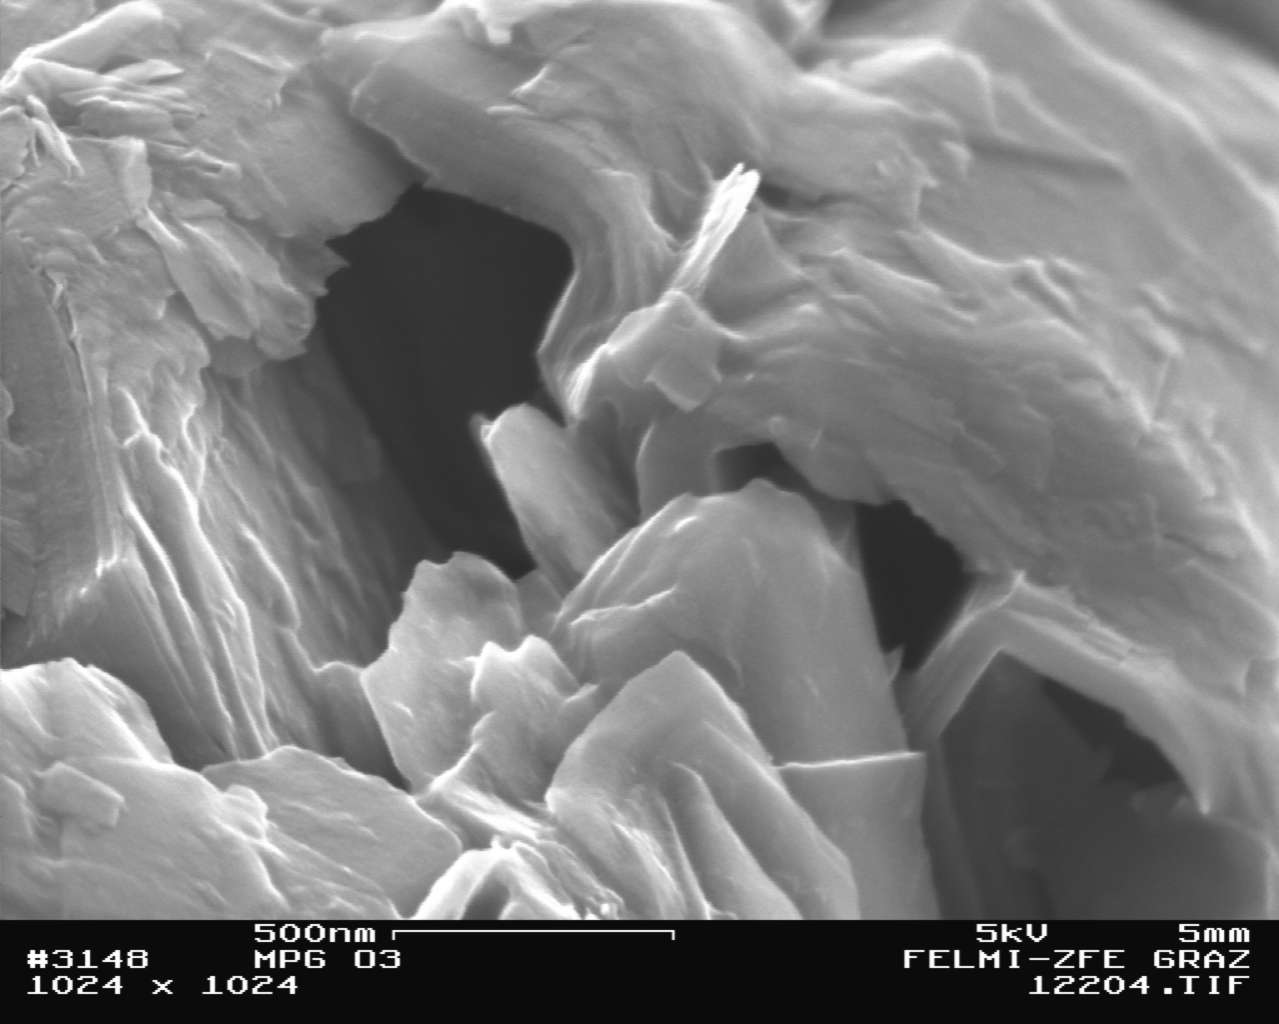 500nm 5kV 5mm
#3148 MPG 03 FELMI-ZFE GRAZ
1024 x 1024 12204.TIF